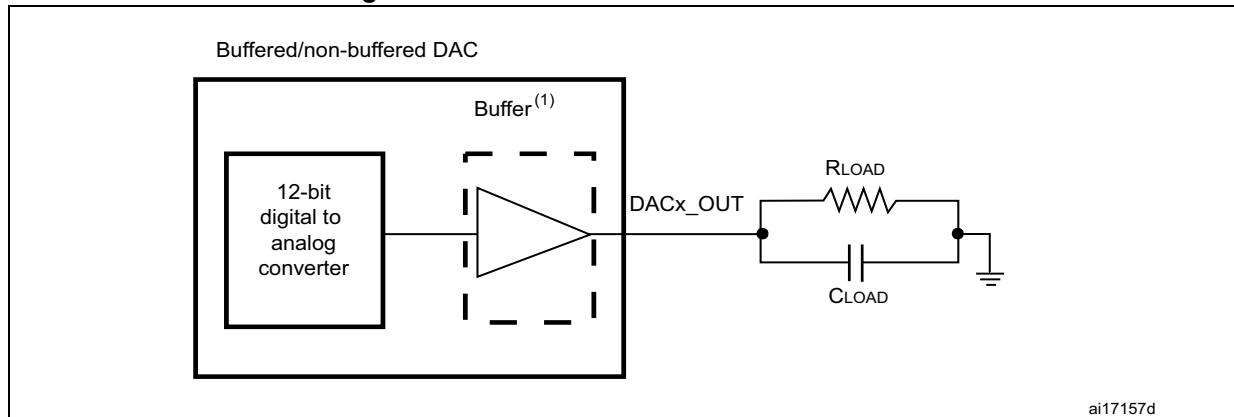 Buffered/non-buffered DAC
Buffer(1)
12-bit
digital to
analog
converter
DACx_OUT
RLOAD
CLOAD
ai17157d